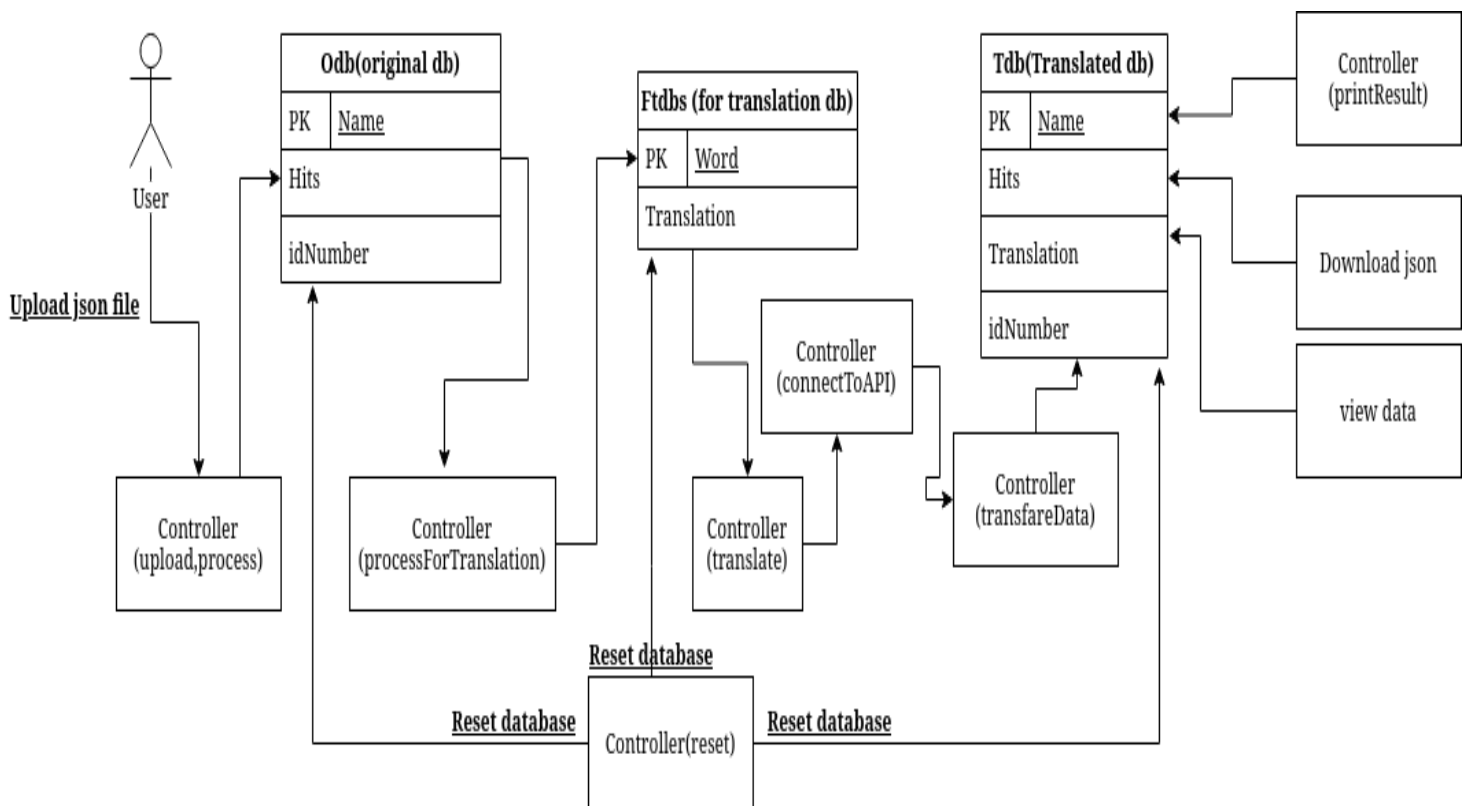 User
Upload json file
Odb(original db)
PK Name
Hits
idNumber
Ftdbs (for translation db)
PK Word
Translation
Tdb(Translated db)
PK Name
Hits
Translation
idNumber
Controller
(printResult)
Download json
view data
Controller
(connectToAPI)
Controller
(upload,process)
Controller
(processForTranslation)
Controller
(translate)
Controller
(transfareData)
Reset database
Reset database
Reset database
Controller(reset)